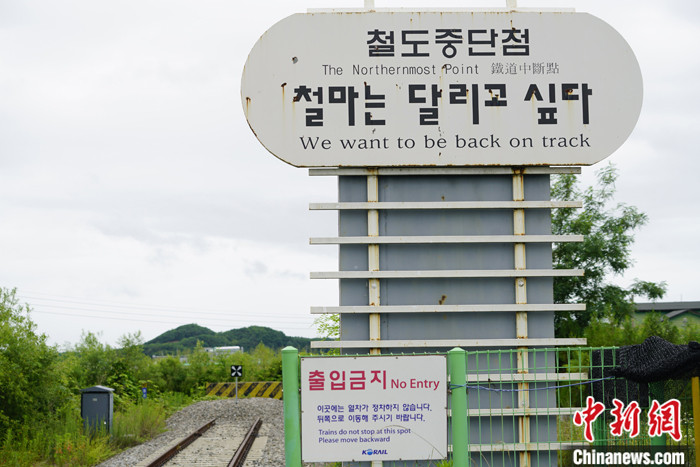 철도중단점
The Northernmost Point 鐵道中斷點
철마는 달리고 싶다
We want to be back on track
출입금지 No Entry
이곳에는 열차가 정차하지 않습니다.
뒤쪽으로 이동해 주시기 바랍니다.
Trains do not stop at this spot
Please move backward
KORAIL
中新网
Chinanews.com